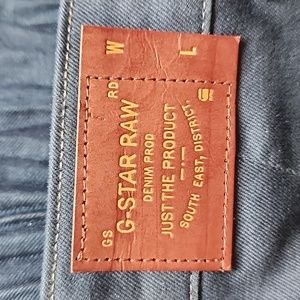 W L
RD
GS G-STAR RAW
DENIM PROD
JUST THE PRODUCT
SOUTH EAST, DISTRICT.